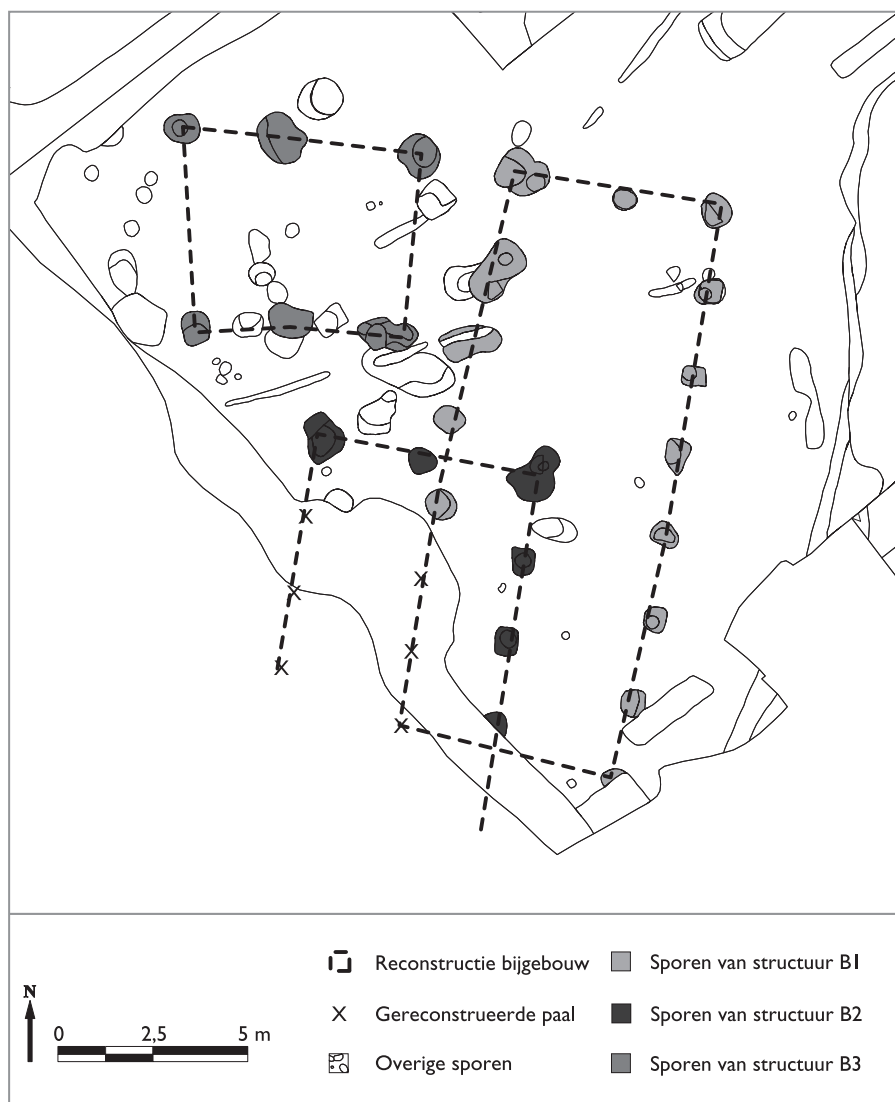 N
0 2,5 5 m
Reconstructie bijgebouw
X Gereconstrueerde paal
Overige sporen
Sporen van structuur B1
Sporen van structuur B2
Sporen van structuur B3